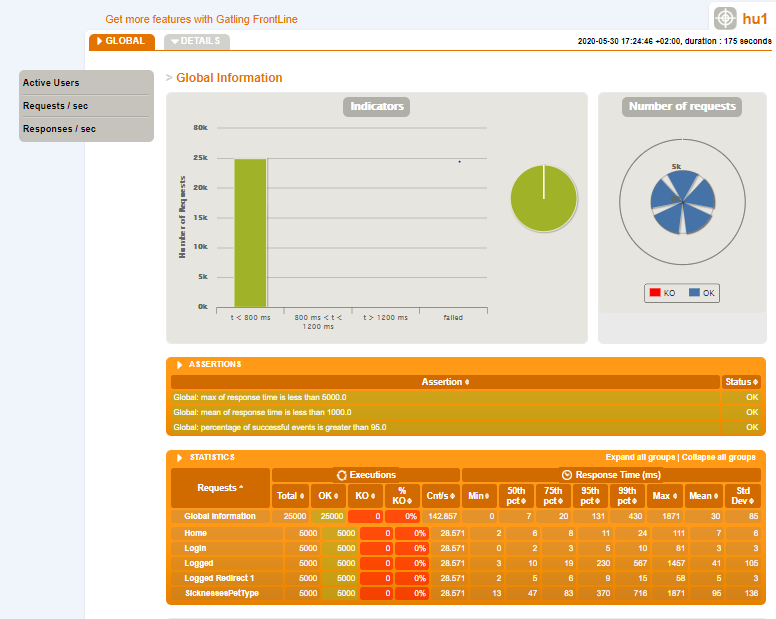 Get more features with Gatling FrontLine
hu1
GLOBAL
DETAILS
2020-05-30 17:24:46 +02:00, duration : 175 seconds
Active Users
Requests / sec
Responses / sec
> Global Information
Indicators
Number of Requests
30k
25k
20k
15k
10k
5k
0k
t < 800 ms
800 ms < t < 1200 ms
t > 1200 ms
failed
Number of requests
5k
KO OK
ASSERTIONS
Assertion Status
Global: max of response time is less than 5000.0 OK
Global: mean of response time is less than 1000.0 OK
Global: percentage of successful events is greater than 95.0 OK
STATISTICS Expand all groups | Collapse all groups
Executions Response Time (ms)
Requests Total OK KO % KO Cnt/s Min 50th pct 75th pct 95th pct 99th pct Max Mean Std Dev
Global Information 25000 25000 0 0% 142.857 0 7 20 131 430 1871 30 85
Home 5000 5000 0 0% 28.571 2 6 8 11 24 111 7 6
Login 5000 5000 0 0% 28.571 0 2 3 5 10 81 3 3
Logged 5000 5000 0 0% 28.571 3 10 19 230 567 1457 41 105
Logged Redirect 1 5000 5000 0 0% 28.571 2 5 6 9 15 58 5 3
SicknessesPetType 5000 5000 0 0% 28.571 13 47 83 370 716 1871 95 136